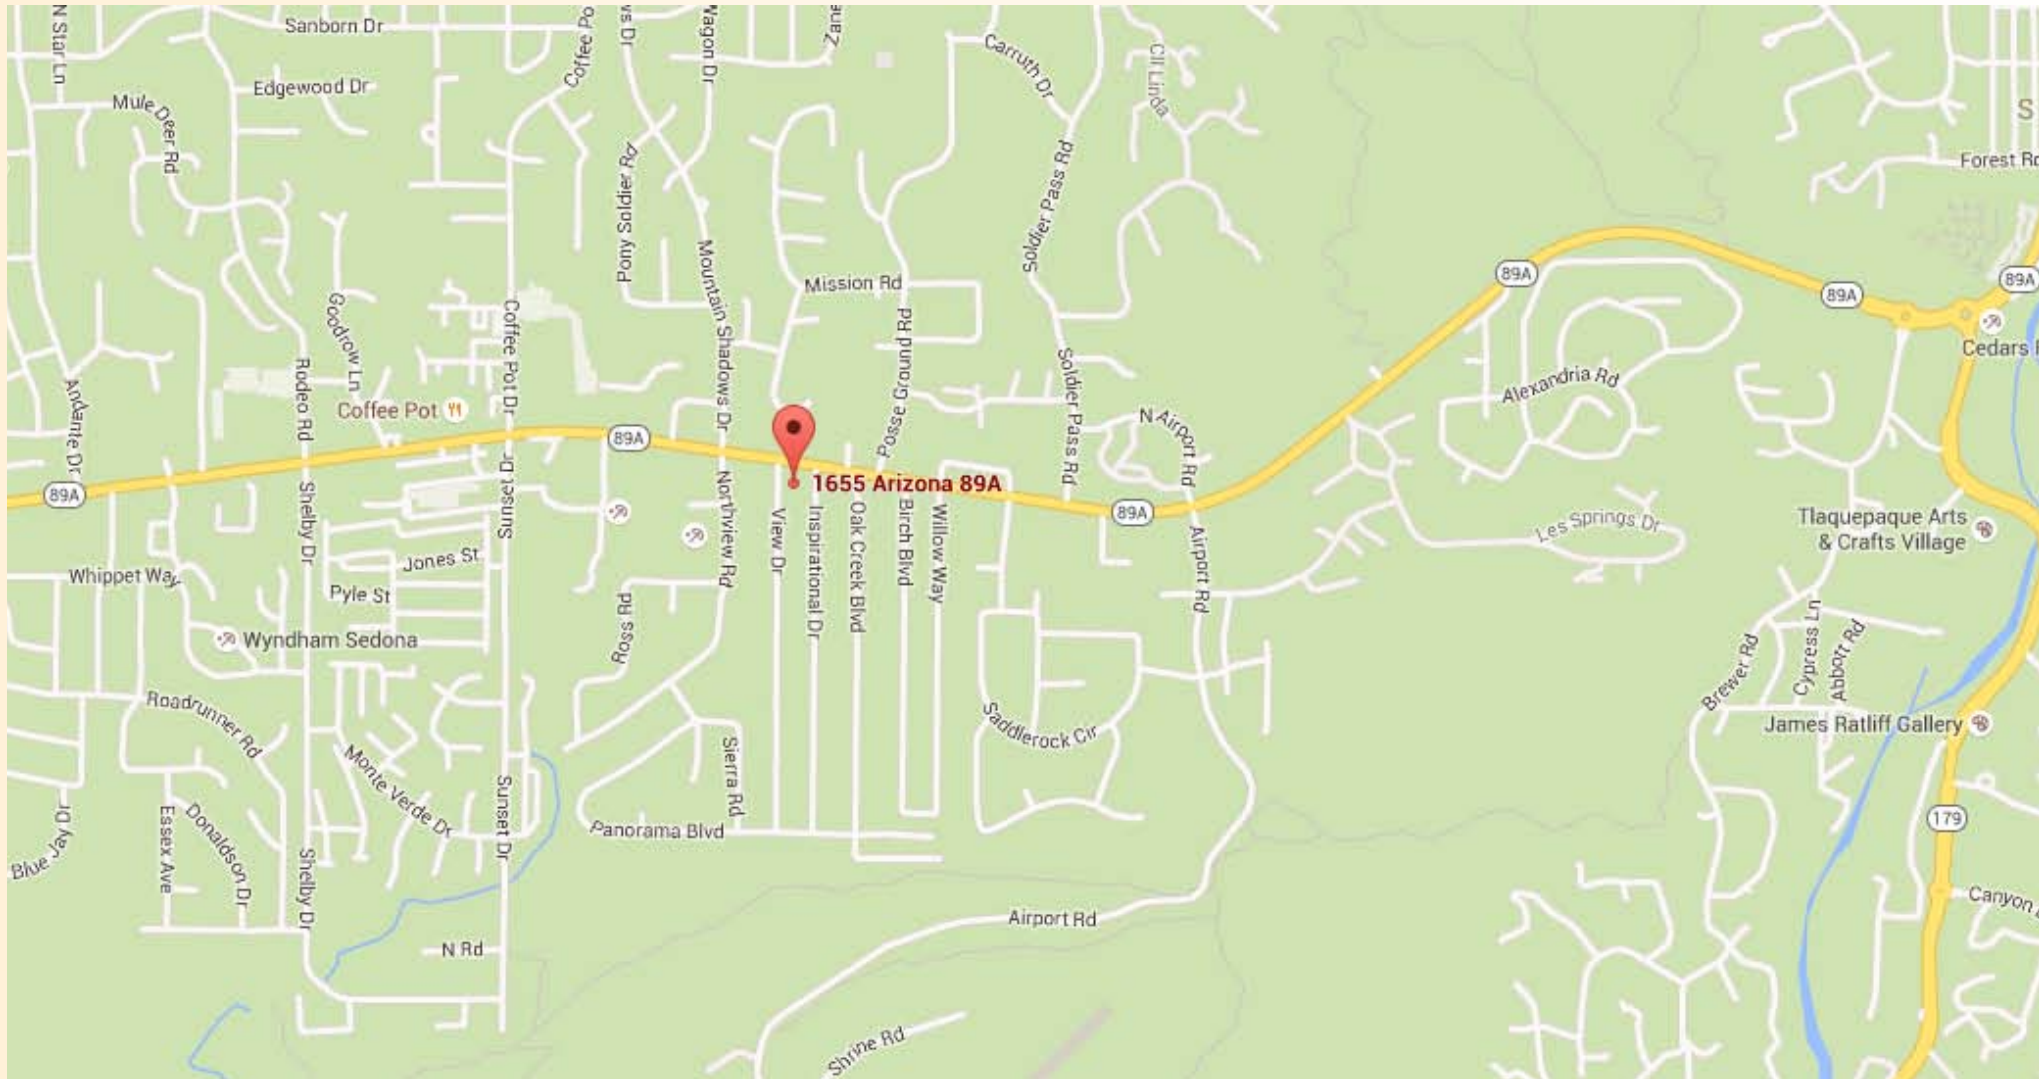 N Star Ln
Sanborn Dr
Coffee Po
s Dr
Wagon Dr
Zane
Carruth Dr
Cll Linda
S
Edgewood Dr
Mule Deer Rd
Forest Rd
Pony Soldier Rd
Soldier Pass Rd
Mountain Shadows Dr
Mission Rd
89A
89A
89A
Goodrow Ln
Coffee Pot Dr
Posse Ground Rd
Cedars
Rodeo Rd
Soldier Pass Rd
Alexandria Rd
Andante Dr
Coffee Pot
N Airport Rd
89A
89A
89A
1655 Arizona 89A
Sunset Dr
Shelby Dr
Northview Rd
View Dr
Inspirational Dr
Oak Creek Blvd
Birch Blvd
Willow Way
Airport Rd
Les Springs Dr
Tlaquepaque Arts
& Crafts Village
Jones St
Whippet Way
Pyle St
Ross Rd
Wyndham Sedona
Brewer Rd
Cypress Ln
Abbott Rd
Roadrunner Rd
Saddlerock Cir
James Ratliff Gallery
Monte Verde Dr
Sierra Rd
Sunset Dr
Blue Jay Dr
Essex Ave
Donaldson Dr
Panorama Blvd
179
Shelby Dr
Airport Rd
Canyon
N Rd
Shrine Rd